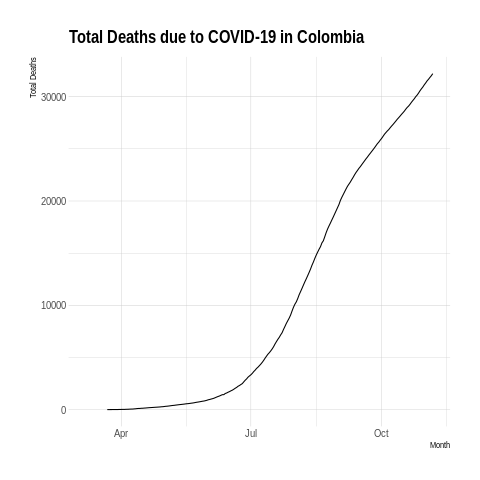 Total Deaths due to COVID-19 in Colombia
Total Deaths
30000
20000
10000
0
Apr
Jul
Oct
Month